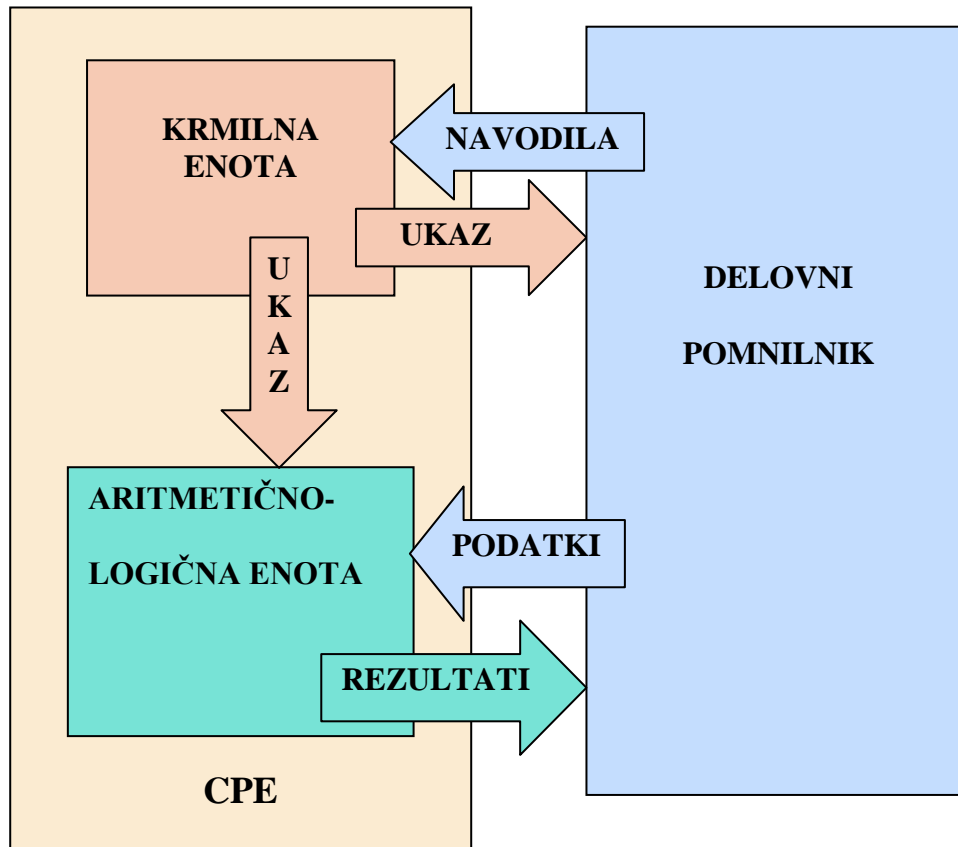 KRMILNA
ENOTA
NAVODILA
UKAZ
U
K
A
Z
DELOVNI
POMNILNIK
ARITMETIČNO-
LOGIČNA ENOTA
PODATKI
REZULTATI
CPE